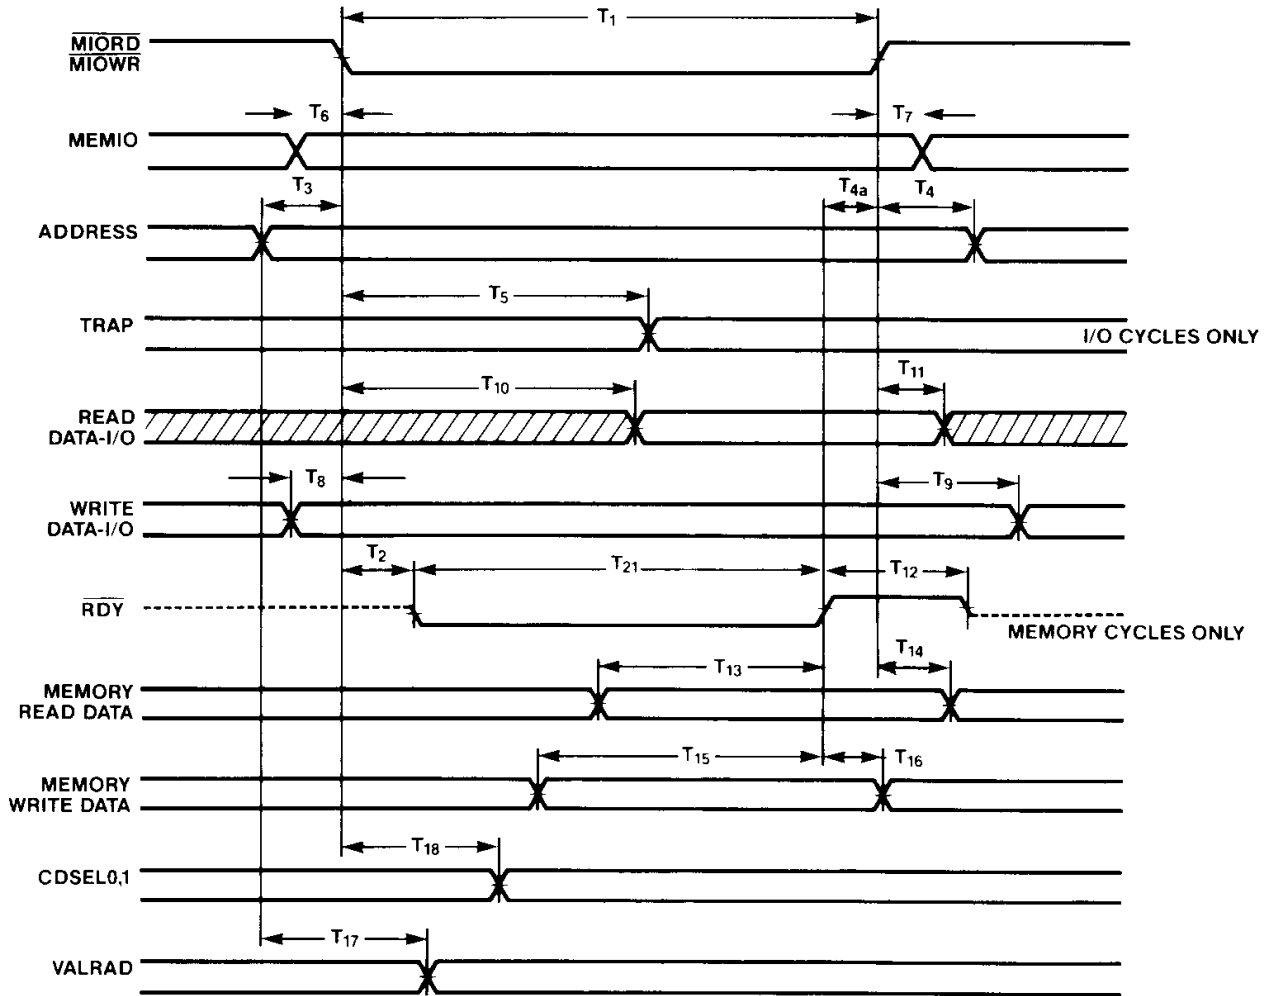 T1
MIORD
MIOWR
T6
T7
MEMIO
T3
T4a
T4
ADDRESS
T5
TRAP
I/O CYCLES ONLY
T10
T11
READ
DATA-I/O
T8
T9
WRITE
DATA-I/O
T2
T21
T12
RDY
MEMORY CYCLES ONLY
T13
T14
MEMORY
READ DATA
T15
T16
MEMORY
WRITE DATA
T18
CDSEL0,1
T17
VALRAD